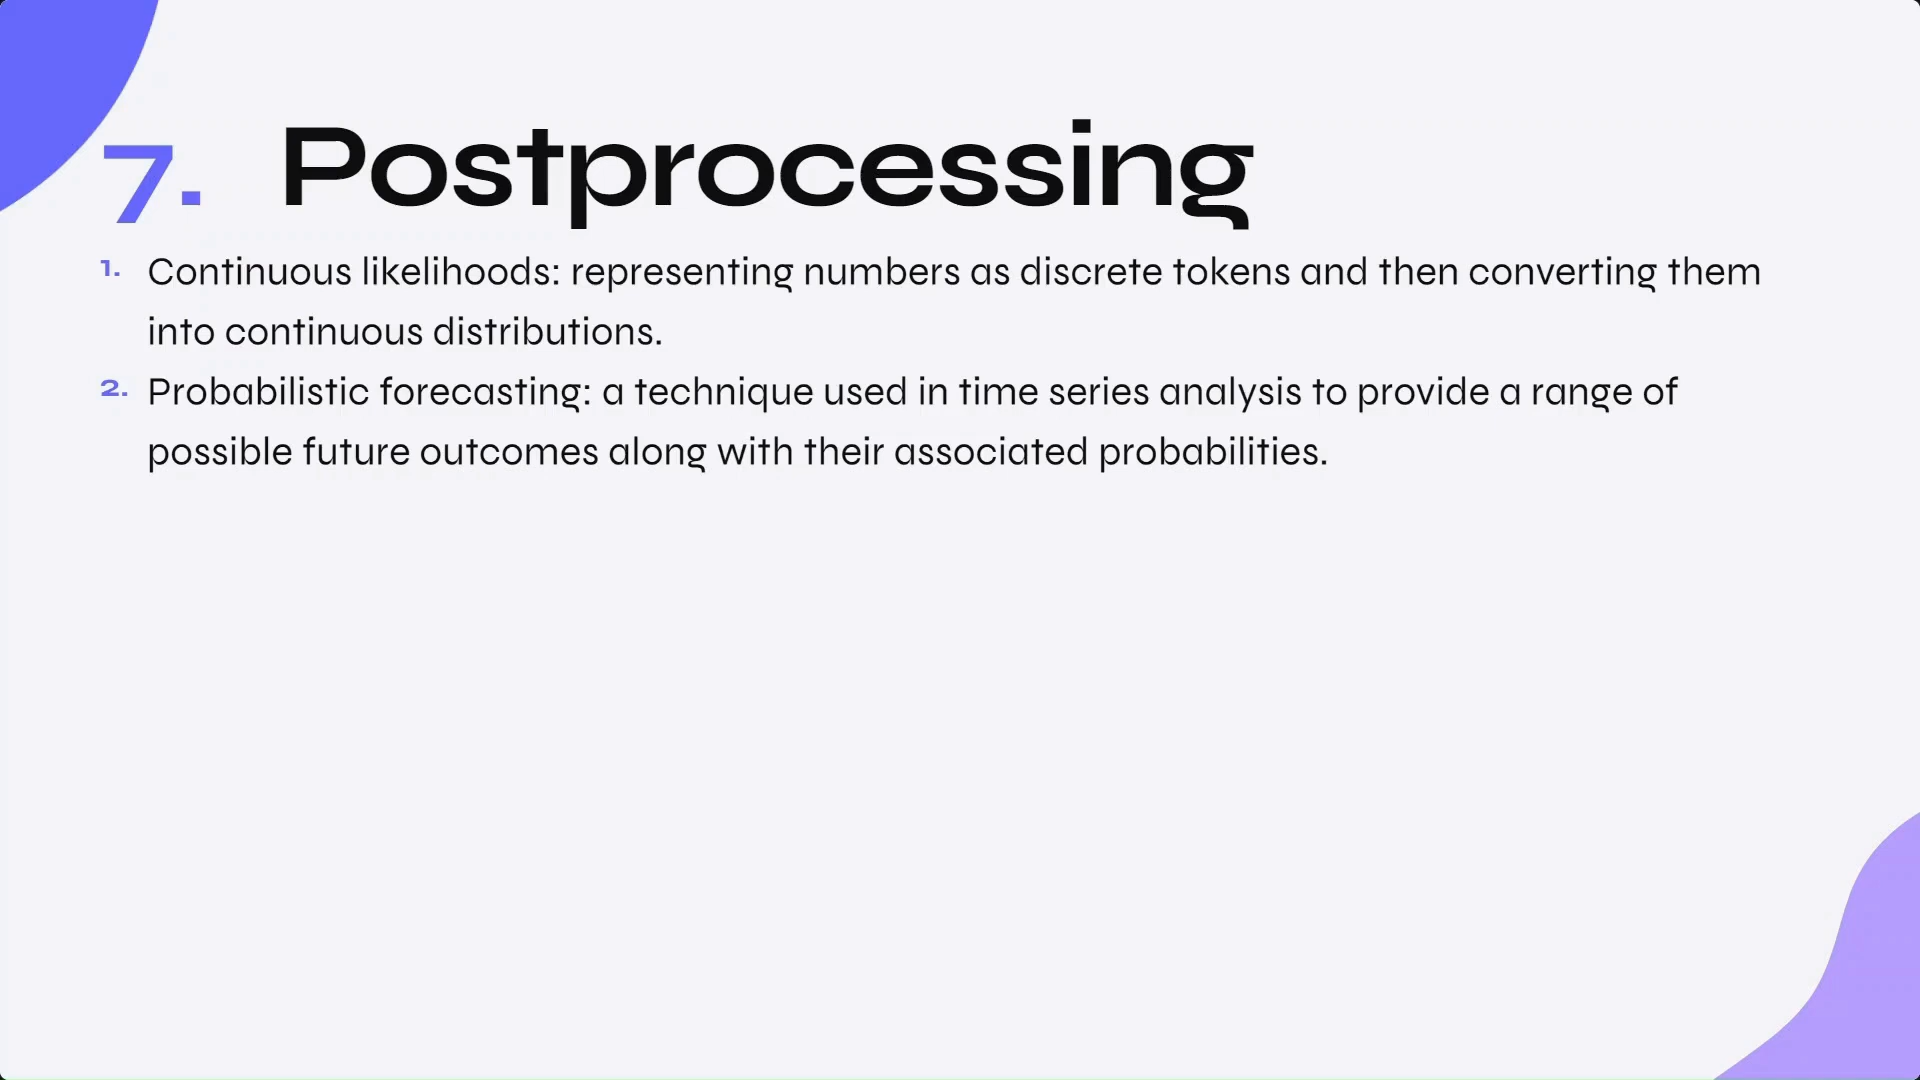 7. Postprocessing
1. Continuous likelihoods: representing numbers as discrete tokens and then converting them
into continuous distributions.
2. Probabilistic forecasting: a technique used in time series analysis to provide a range of
possible future outcomes along with their associated probabilities.